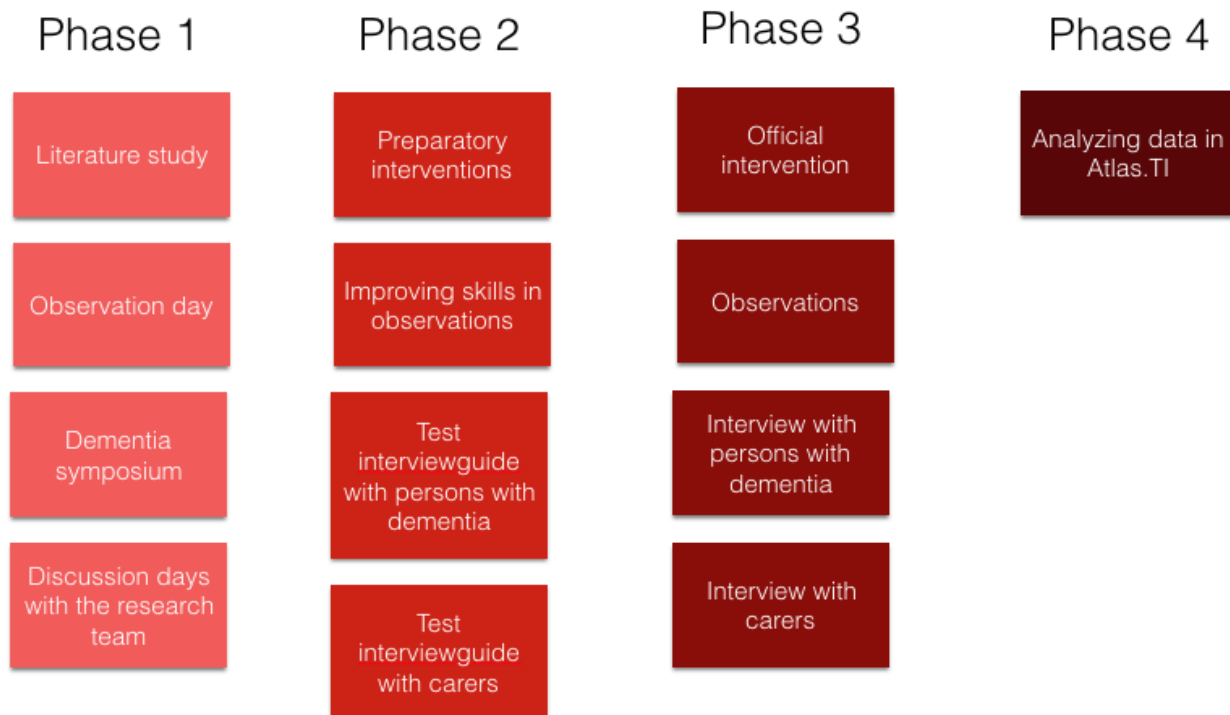 Phase 1
Literature study
Observation day
Dementia
symposium
Discussion days
with the research
team
Phase 2
Preparatory
interventions
Improving skills in
observations
Test
interviewguide
with persons with
dementia
Test
interviewguide
with carers
Phase 3
Official
intervention
Observations
Interview with
persons with
dementia
Interview with
carers
Phase 4
Analyzing data in
Atlas.TI